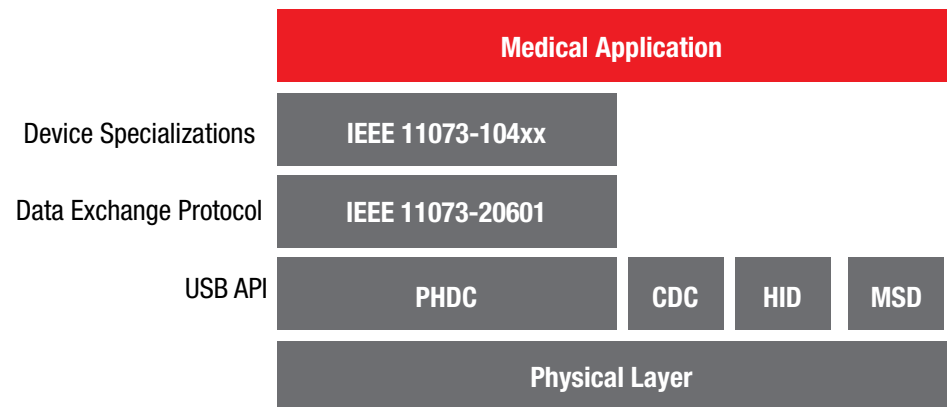 Medical Application
Device Specializations IEEE 11073-104xx
Data Exchange Protocol IEEE 11073-20601
USB API PHDC CDC HID MSD
Physical Layer